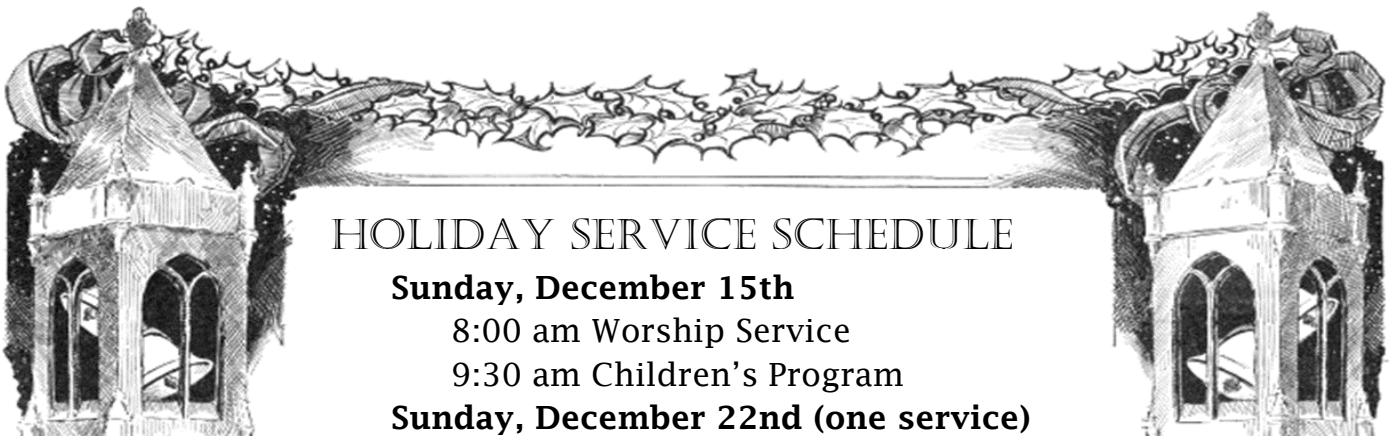 HOLIDAY SERVICE SCHEDULE
Sunday, December 15th
8:00 am Worship Service
9:30 am Children’s Program
Sunday, December 22nd (one service)